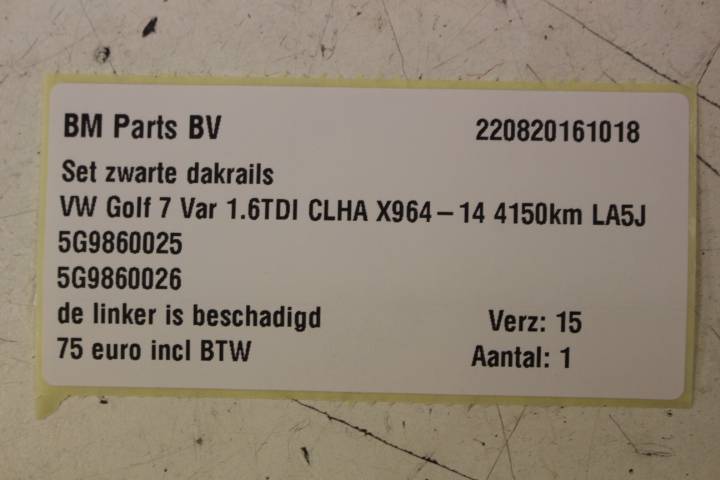 BM Parts BV 220820161018
Set zwarte dakrails
VW Golf 7 Var 1.6TDI CLHA X964-14 4150km LA5J
5G9860025
5G9860026
de linker is beschadigd Verz: 15
75 euro incl BTW Aantal: 1